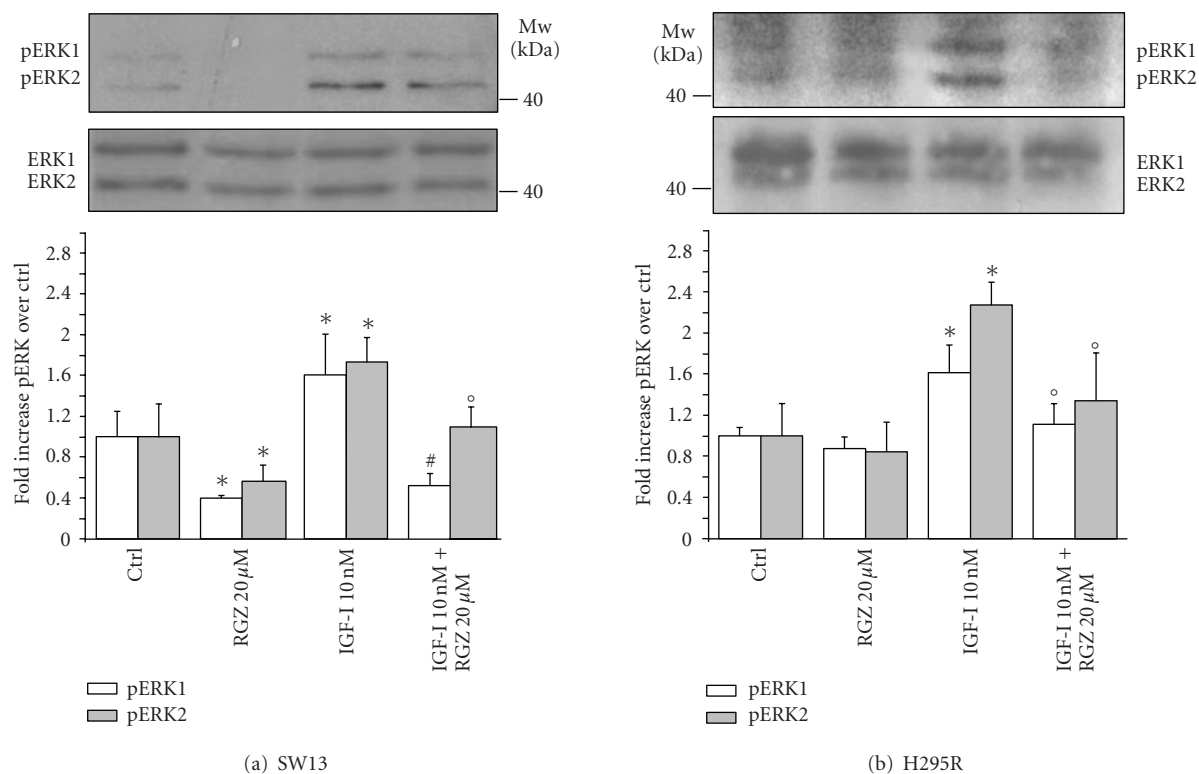 pERK1
pERK2
Mw
(kDa)
40
ERK1
ERK2
40
Fold increase pERK over ctrl
2.8
2.4
2
1.6
1.2
0.8
0.4
0
*
*
*
*
#
°
Ctrl
RGZ 20 µM
IGF-I 10 nM
IGF-I 10 nM +
RGZ 20 µM
pERK1
pERK2
(a) SW13
Mw
(kDa)
pERK1
pERK2
40
ERK1
ERK2
40
Fold increase pERK over ctrl
2.8
2.4
2
1.6
1.2
0.8
0.4
0
*
*
°
°
Ctrl
RGZ 20 µM
IGF-I 10 nM
IGF-I 10 nM +
RGZ 20 µM
pERK1
pERK2
(b) H295R